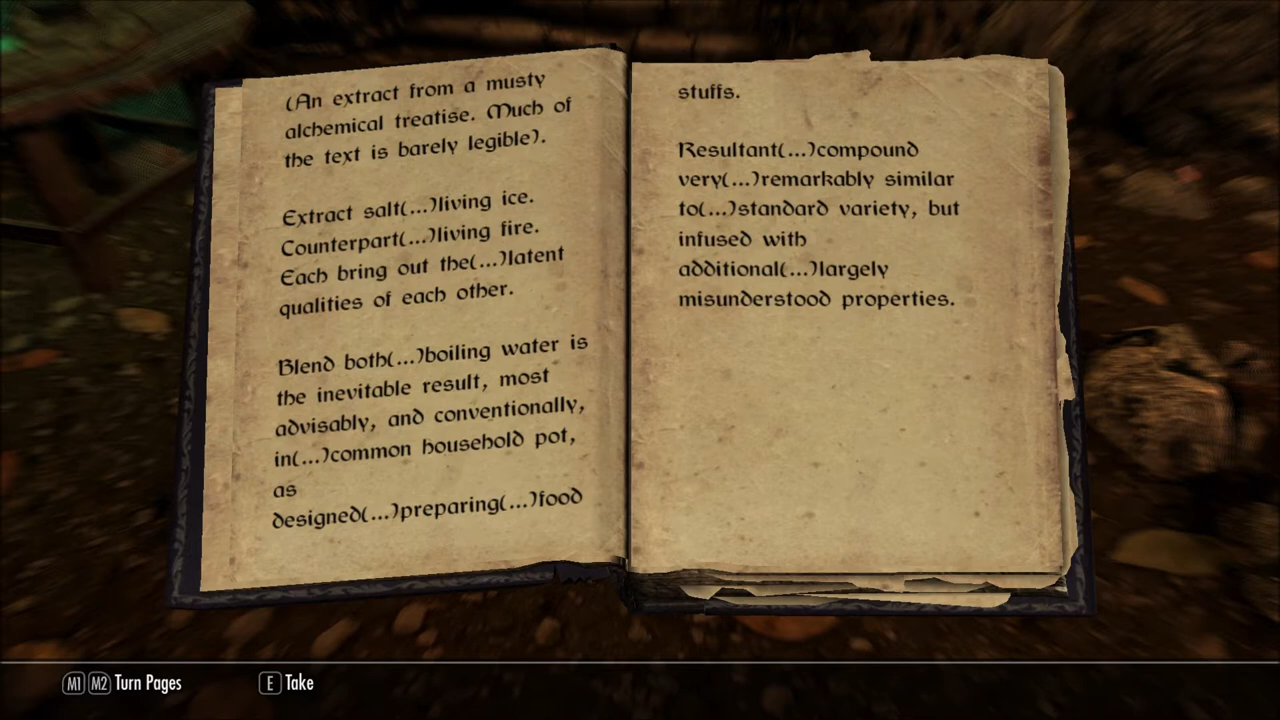 (An extract from a musty
alchemical treatise. Much of
the text is barely legible).
Extract salt(...)living ice.
Counterpart(...)living fire.
Each bring out the(...)latent
qualities of each other.
Blend both(...)boiling water is
the inevitable result, most
advisably, and conventionally,
in(...)common household pot,
as
designed(...)preparing(...)food
stuffs.
Resultant(...)compound
very(...)remarkably similar
to(...)standard variety, but
infused with
additional(...)largely
misunderstood properties.
M1 M2 Turn Pages
E Take